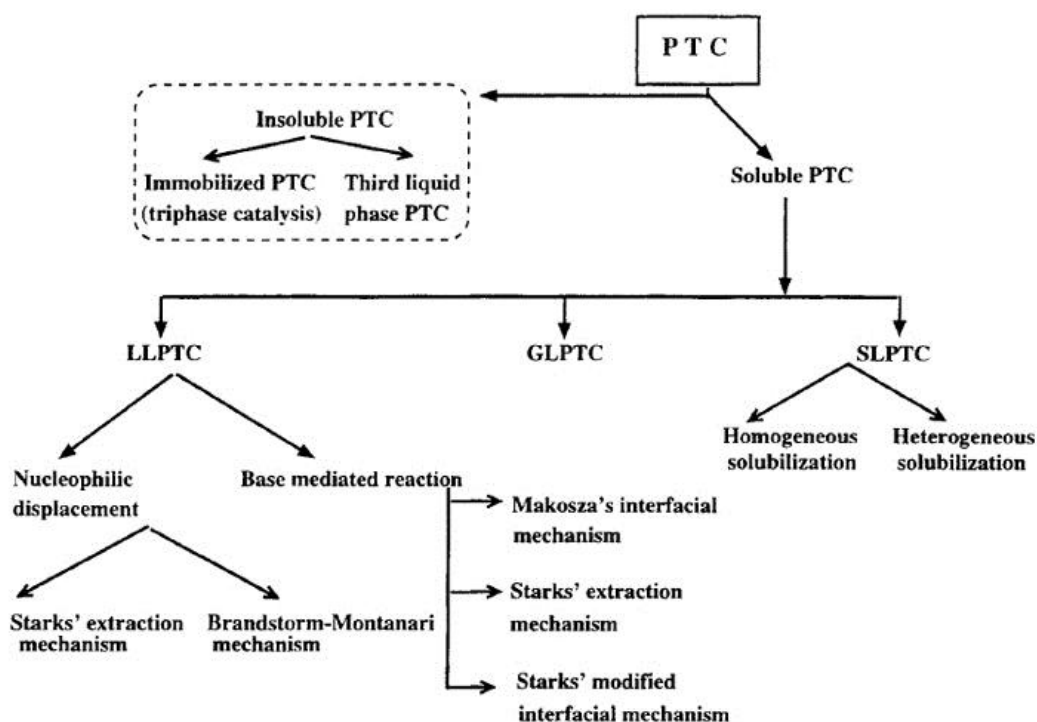 P T C
Insoluble PTC
Immobilized PTC
(triphase catalysis)
Third liquid
phase PTC
Soluble PTC
LLPTC
GLPTC
SLPTC
Homogeneous
solubilization
Heterogeneous
solubilization
Nucleophilic
displacement
Base mediated reaction
Makosza's interfacial
mechanism
Starks' extraction
mechanism
Starks' modified
interfacial mechanism
Starks' extraction
mechanism
Brandstorm-Montanari
mechanism